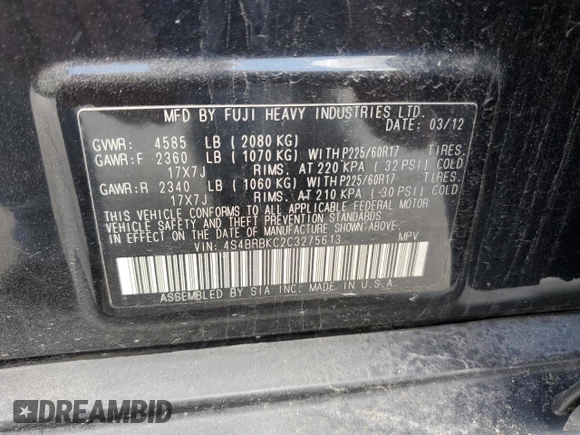 MFD BY FUJI HEAVY INDUSTRIES LTD.
DATE: 03/12
GVWR: 4585 LB ( 2080 KG)
GAWR:F 2360 LB ( 1070 KG) WITH P225/60R17 TIRES.
17X7J RIMS. AT 220 KPA ( 32 PSI) COLD
GAWR:R 2340 LB ( 1060 KG) WITH P225/60R17 TIRES.
17X7J RIMS. AT 210 KPA ( 30 PSI) COLD
THIS VEHICLE CONFORMS TO ALL APPLICABLE FEDERAL MOTOR
VEHICLE SAFETY AND THEFT PREVENTION STANDARDS
IN EFFECT ON THE DATE OF MANUFACTURE SHOWN ABOVE.
VIN: 4S4BRBKC2C3275613 MPV
ASSEMBLED BY SIA INC. MADE IN U.S.A.
DREAMBID